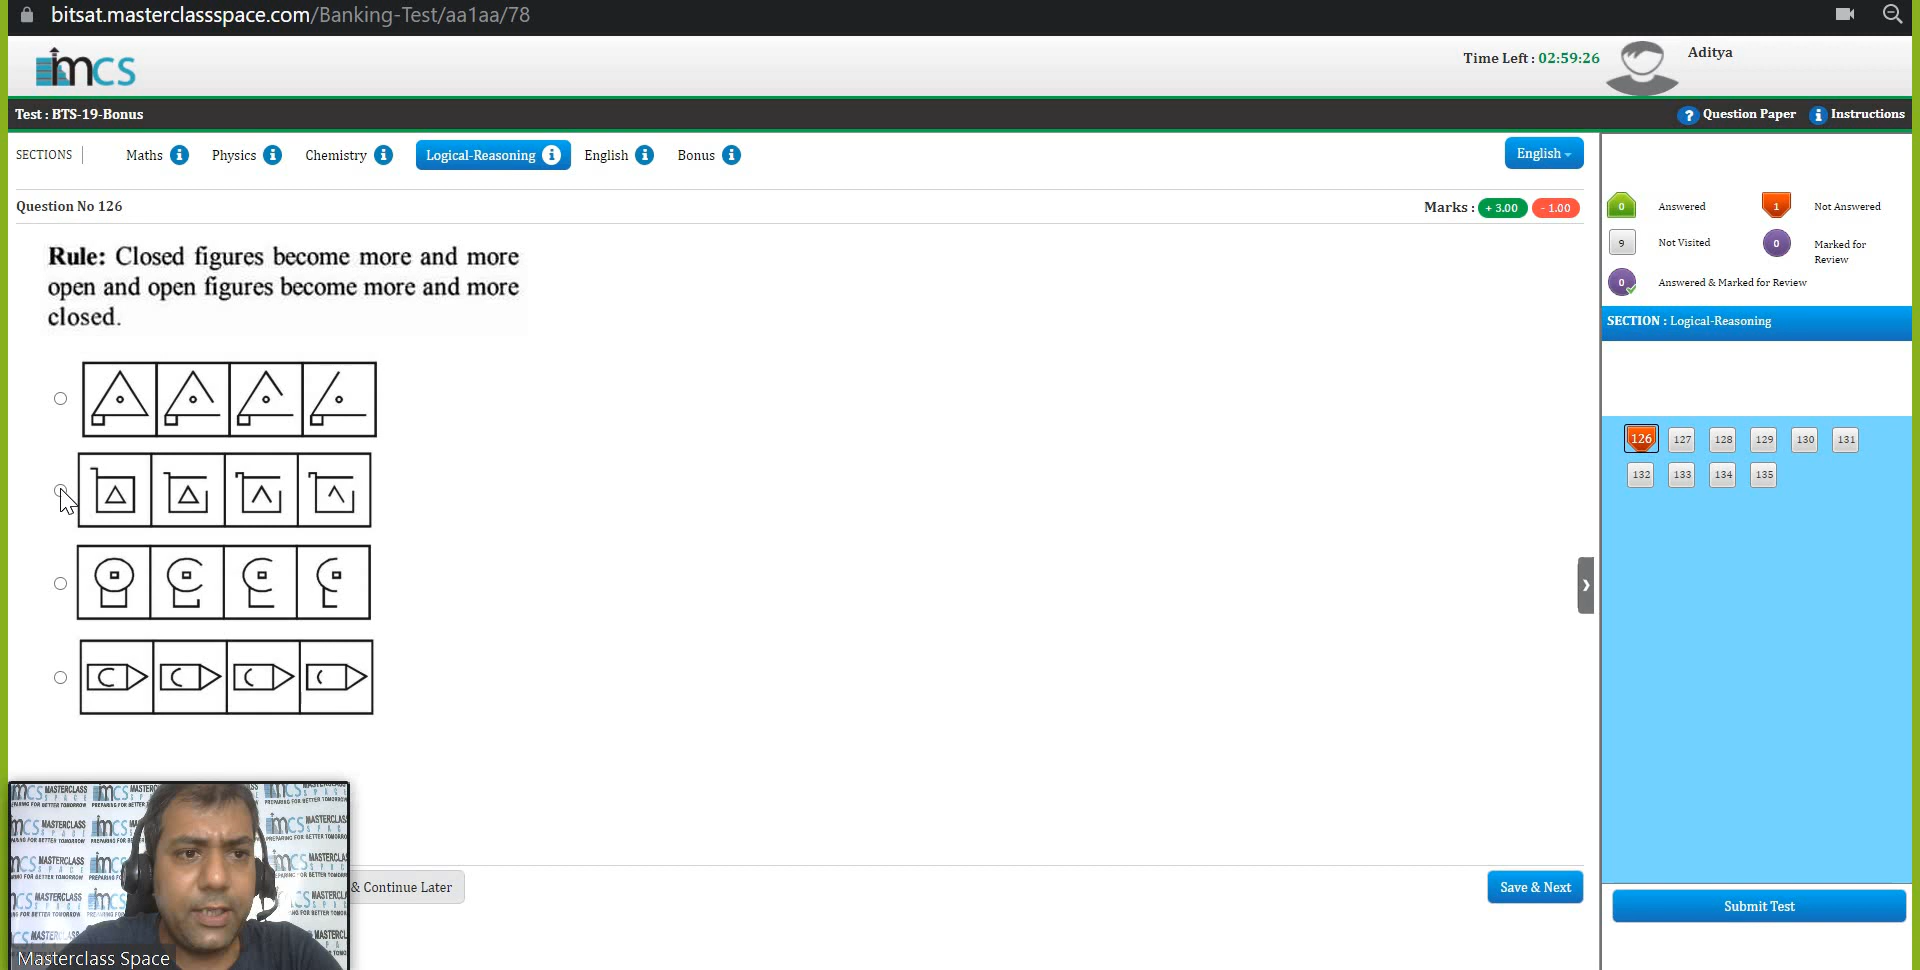 bitsat.masterclassspace.com/Banking-Test/aa1aa/78
imcs
Time Left : 02:59:26
Aditya
Test : BTS-19-Bonus
? Question Paper i Instructions
SECTIONS
Maths i Physics i Chemistry i Logical-Reasoning i English i Bonus i
English
Question No 126
Marks : + 3.00 - 1.00
0 Answered
1 Not Answered
9 Not Visited
0 Marked for Review
0 Answered & Marked for Review
SECTION : Logical-Reasoning
Rule: Closed figures become more and more
open and open figures become more and more
closed.
126 127 128 129 130 131
132 133 134 135
& Continue Later
Save & Next
Submit Test
Masterclass Space